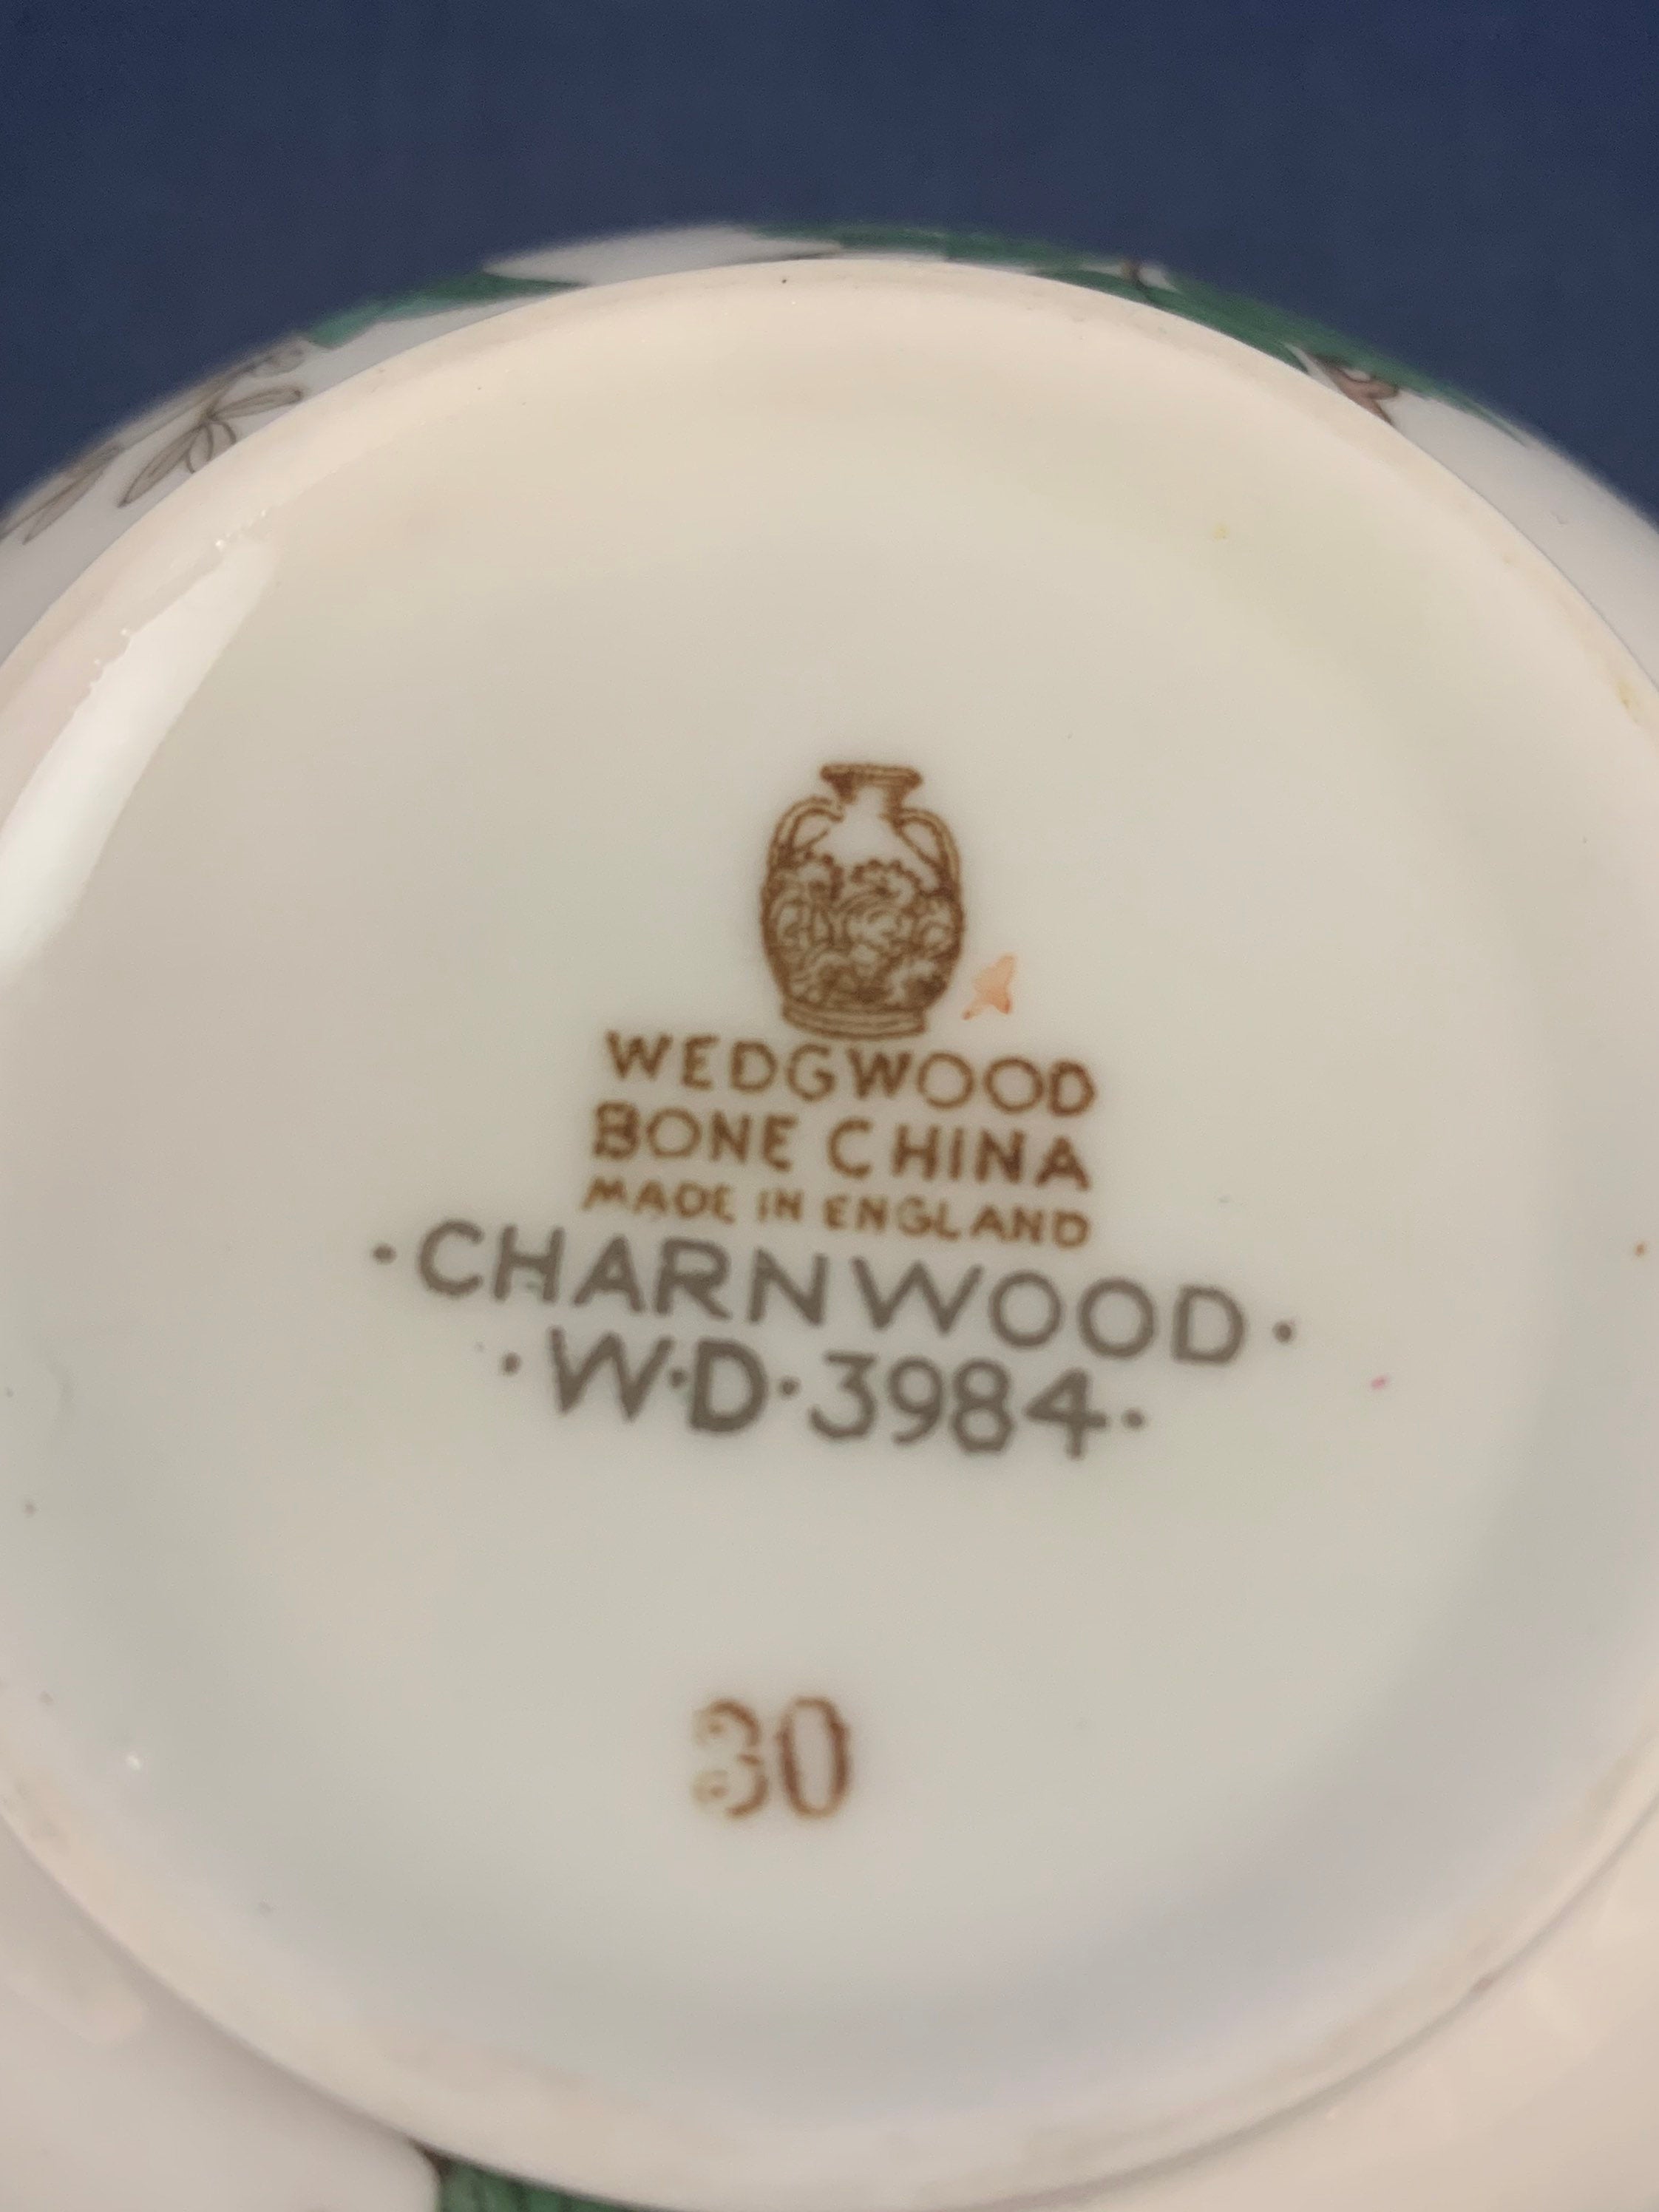 WEDGWOOD
BONE CHINA
MADE IN ENGLAND
·CHARNWOOD·
·W·D·3984·
30